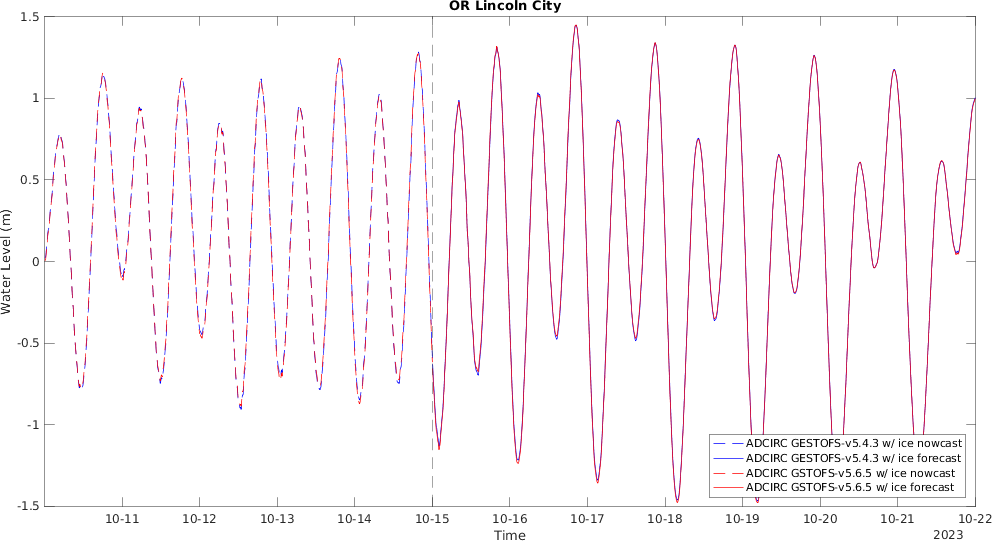 OR Lincoln City
1.5
1
0.5
0
-0.5
-1
-1.5
Water Level (m)
10-11
10-12
10-13
10-14
10-15
10-16
10-17
10-18
10-19
10-20
10-21
10-22
Time
2023
ADCIRC GESTOFS-v5.4.3 w/ ice nowcast
ADCIRC GESTOFS-v5.4.3 w/ ice forecast
ADCIRC GSTOFS-v5.6.5 w/ ice nowcast
ADCIRC GSTOFS-v5.6.5 w/ ice forecast